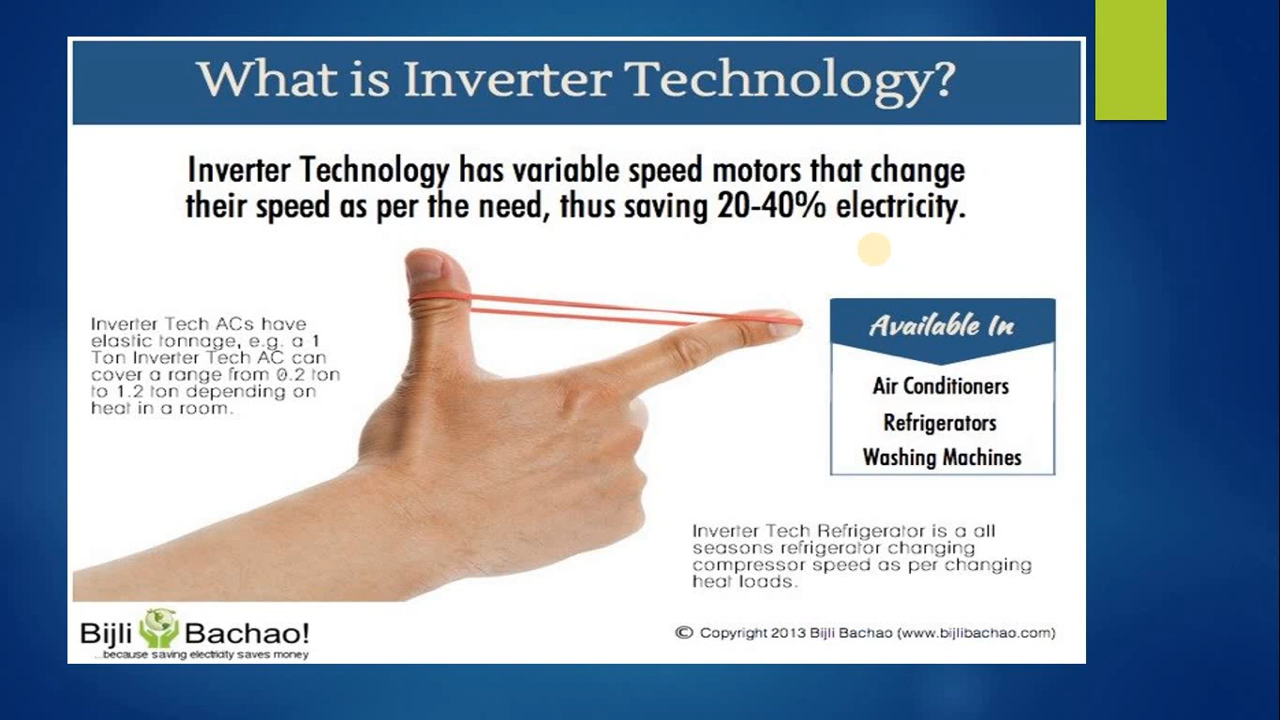 What is Inverter Technology?
Inverter Technology has variable speed motors that change
their speed as per the need, thus saving 20-40% electricity.
Inverter Tech ACs have
elastic tonnage, e.g. a 1
Ton Inverter Tech AC can
cover a range from 0.2 ton
to 1.2 ton depending on
heat in a room.
Available In
Air Conditioners
Refrigerators
Washing Machines
Inverter Tech Refrigerator is a all
seasons refrigerator changing
compressor speed as per changing
heat loads.
Bijli Bachao!
...because saving electricity saves money
© Copyright 2013 Bijli Bachao (www.bijlibachao.com)